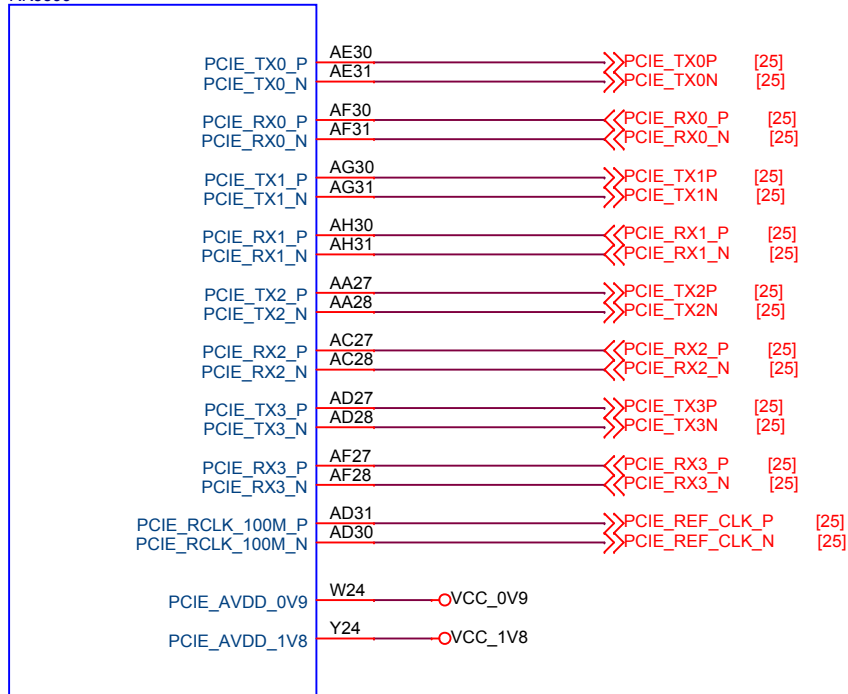 PCIE_TX0_P AE30 PCIE_TX0P [25]
PCIE_TX0_N AE31 PCIE_TX0N [25]
PCIE_RX0_P AF30 PCIE_RX0_P [25]
PCIE_RX0_N AF31 PCIE_RX0_N [25]
PCIE_TX1_P AG30 PCIE_TX1P [25]
PCIE_TX1_N AG31 PCIE_TX1N [25]
PCIE_RX1_P AH30 PCIE_RX1_P [25]
PCIE_RX1_N AH31 PCIE_RX1_N [25]
PCIE_TX2_P AA27 PCIE_TX2P [25]
PCIE_TX2_N AA28 PCIE_TX2N [25]
PCIE_RX2_P AC27 PCIE_RX2_P [25]
PCIE_RX2_N AC28 PCIE_RX2_N [25]
PCIE_TX3_P AD27 PCIE_TX3P [25]
PCIE_TX3_N AD28 PCIE_TX3N [25]
PCIE_RX3_P AF27 PCIE_RX3_P [25]
PCIE_RX3_N AF28 PCIE_RX3_N [25]
PCIE_RCLK_100M_P AD31 PCIE_REF_CLK_P [25]
PCIE_RCLK_100M_N AD30 PCIE_REF_CLK_N [25]
PCIE_AVDD_0V9 W24 VCC_0V9
PCIE_AVDD_1V8 Y24 VCC_1V8